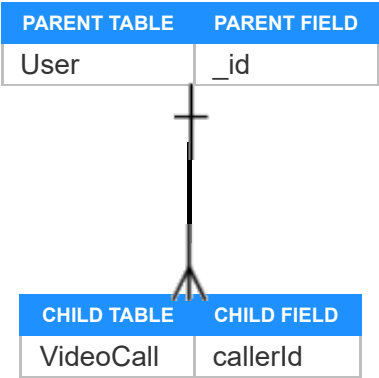 PARENT TABLE PARENT FIELD
User _id
CHILD TABLE CHILD FIELD
VideoCall callerId